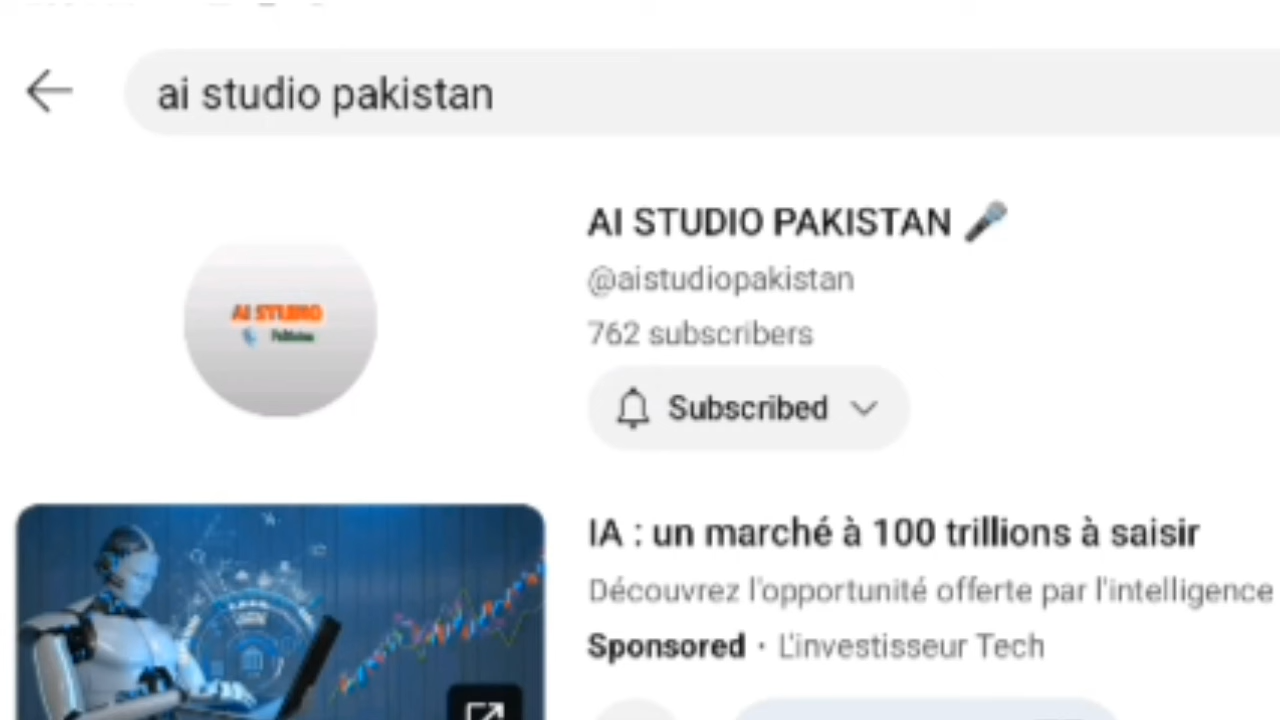 ai studio pakistan
AI STUDIO PAKISTAN 🎤
@aistudiopakistan
762 subscribers
AI STUDIO
Pakistan
Subscribed
IA : un marché à 100 trillions à saisir
Découvrez l'opportunité offerte par l'intelligence
Sponsored · L'investisseur Tech